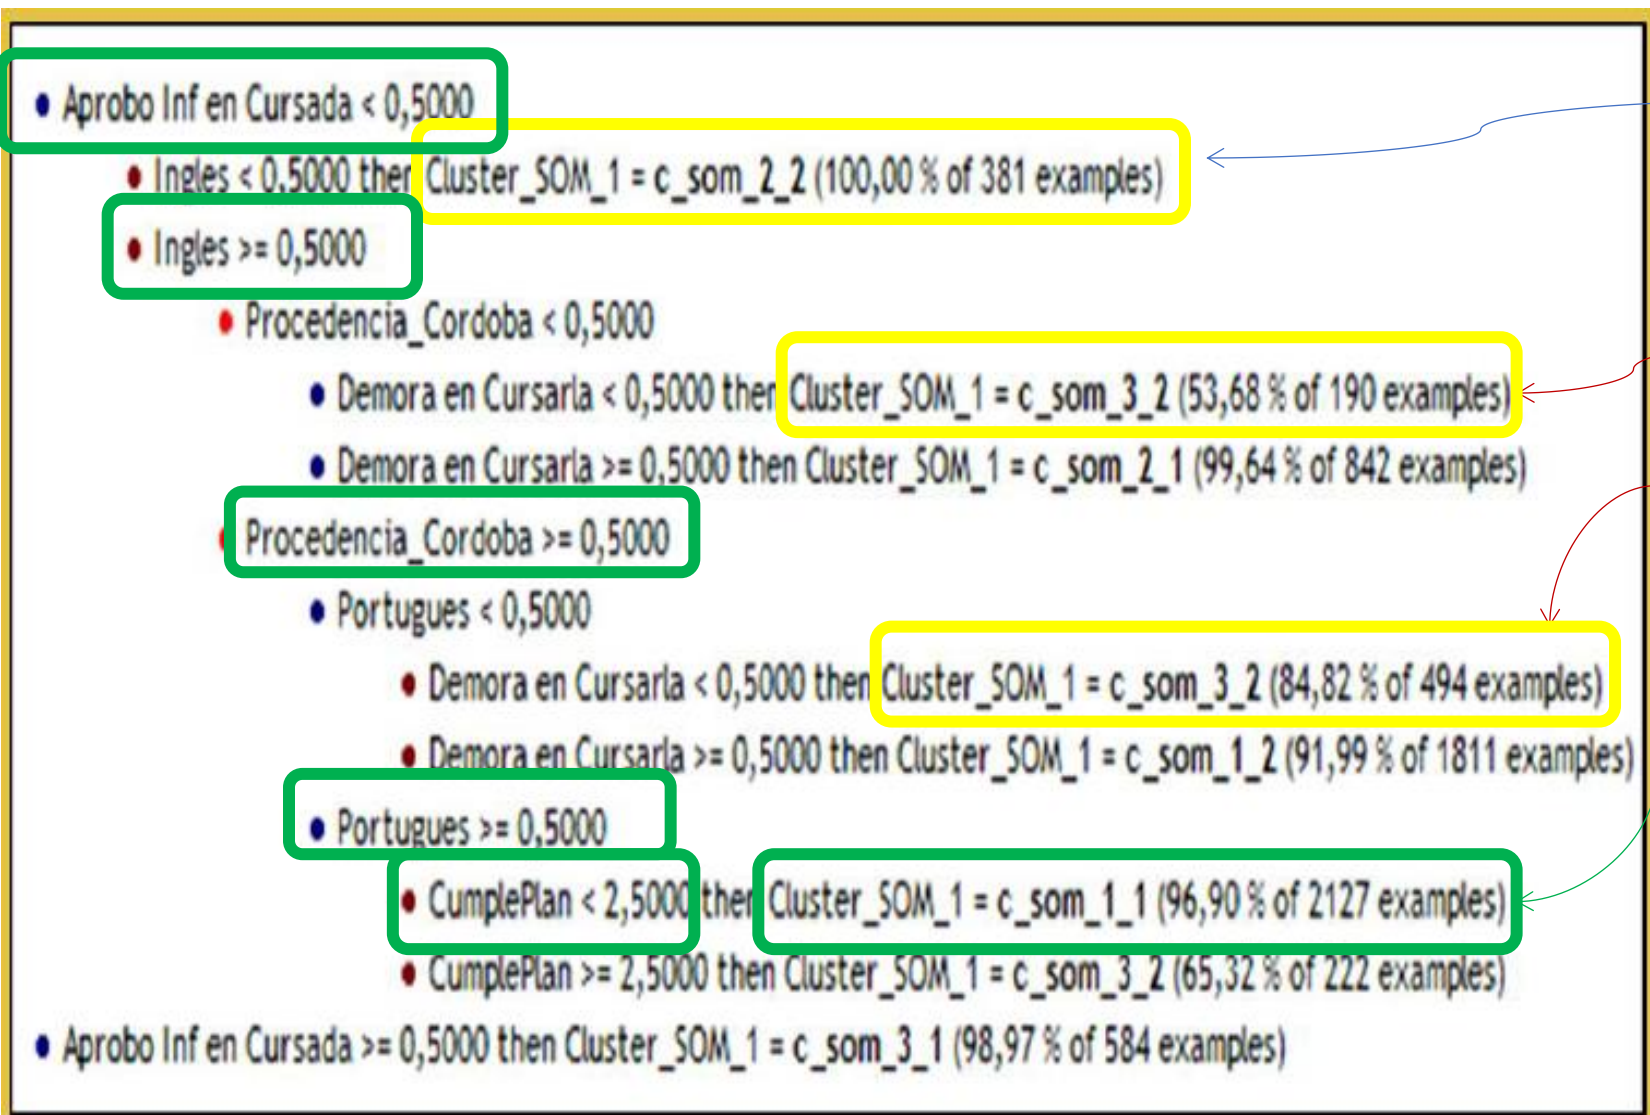 Aprobo Inf en Cursada < 0,5000
Ingles < 0,5000 then Cluster_SOM_1 = c_som_2_2 (100,00 % of 381 examples)
Ingles >= 0,5000
Procedencia_Cordoba < 0,5000
Demora en Cursarla < 0,5000 then Cluster_SOM_1 = c_som_3_2 (53,68 % of 190 examples)
Demora en Cursarla >= 0,5000 then Cluster_SOM_1 = c_som_2_1 (99,64 % of 842 examples)
Procedencia_Cordoba >= 0,5000
Portugues < 0,5000
Demora en Cursarla < 0,5000 then Cluster_SOM_1 = c_som_3_2 (84,82 % of 494 examples)
Demora en Cursarla >= 0,5000 then Cluster_SOM_1 = c_som_1_2 (91,99 % of 1811 examples)
Portugues >= 0,5000
CumplePlan < 2,5000 then Cluster_SOM_1 = c_som_1_1 (96,90 % of 2127 examples)
CumplePlan >= 2,5000 then Cluster_SOM_1 = c_som_3_2 (65,32 % of 222 examples)
Aprobo Inf en Cursada >= 0,5000 then Cluster_SOM_1 = c_som_3_1 (98,97 % of 584 examples)